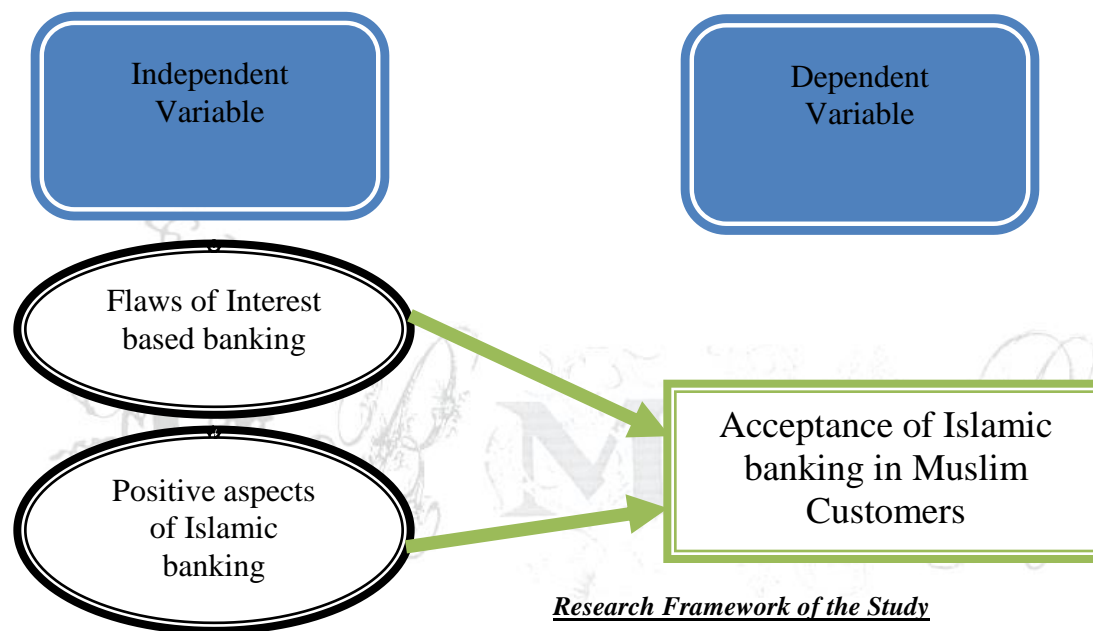 Independent
Variable
Dependent
Variable
Flaws of Interest
based banking
Positive aspects
of Islamic
banking
Acceptance of Islamic
banking in Muslim
Customers
Research Framework of the Study